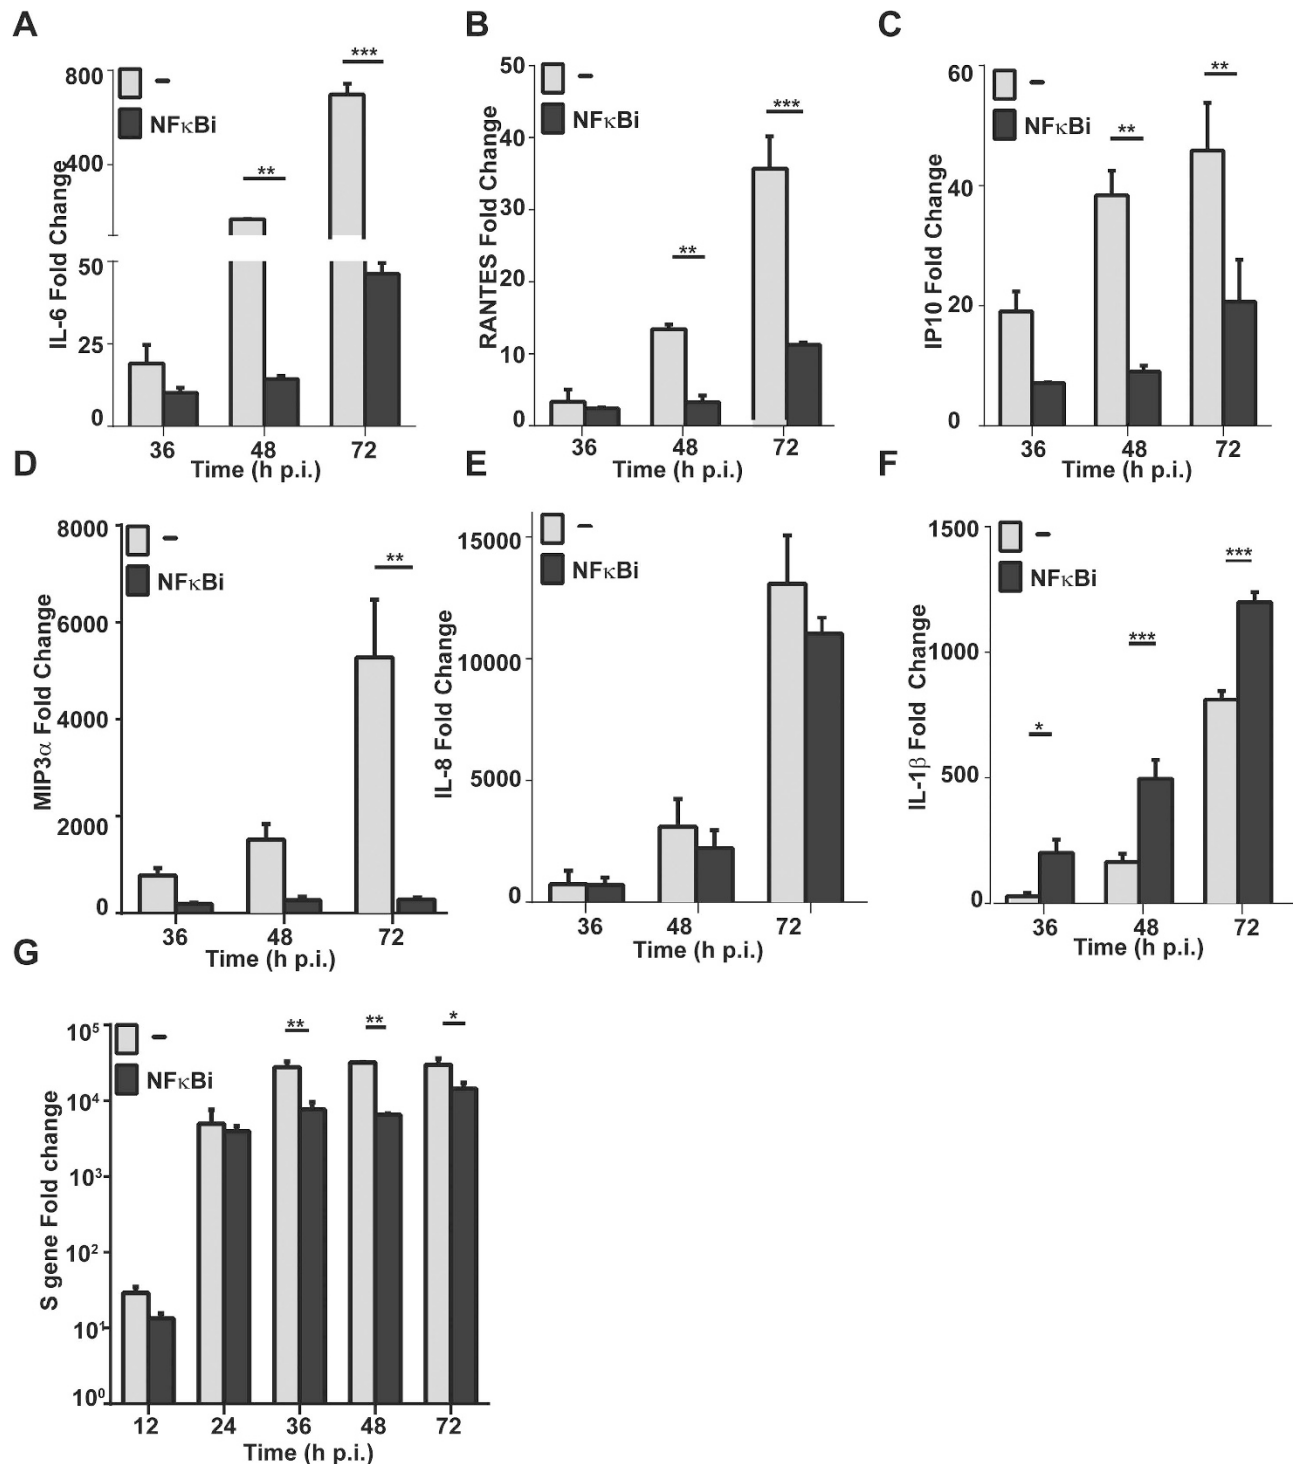 A
IL-6 Fold Change
800
400
50
25
0
–
NFκBi
**
***
36 48 72
Time (h p.i.)
B
RANTES Fold Change
50
40
30
20
10
0
–
NFκBi
**
***
36 48 72
Time (h p.i.)
C
IP10 Fold Change
60
40
20
0
–
NFκBi
**
**
36 48 72
Time (h p.i.)
D
MIP3α Fold Change
8000
6000
4000
2000
0
–
NFκBi
**
36 48 72
Time (h p.i.)
E
IL-8 Fold Change
15000
10000
5000
0
–
NFκBi
36 48 72
Time (h p.i.)
F
IL-1β Fold Change
1500
1000
500
0
–
NFκBi
*
***
***
36 48 72
Time (h p.i.)
G
S gene Fold change
10⁵
10⁴
10³
10²
10¹
10⁰
–
NFκBi
**
**
*
12 24 36 48 72
Time (h p.i.)